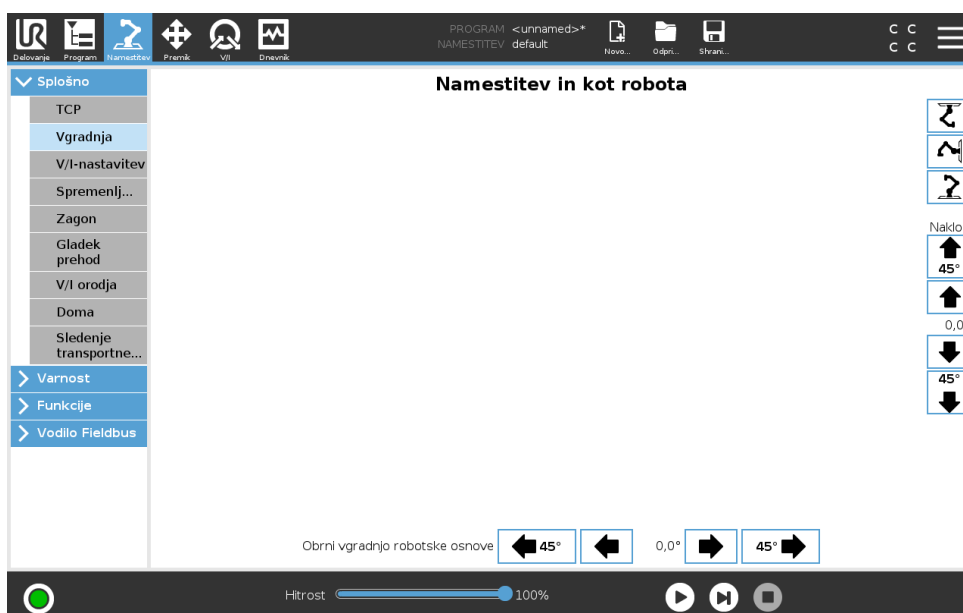 PROGRAM <unnamed>*
NAMESTITEV default
Delovanje
Program
Namestitev
Premik
V/I
Dnevnik
Novo...
Odpri...
Shrani...
C C
C C
Splošno
TCP
Vgradnja
V/I-nastavitev
Spremenlj...
Zagon
Gladek
prehod
V/I orodja
Doma
Sledenje
transportne...
Varnost
Funkcije
Vodilo Fieldbus
Namestitev in kot robota
Naklo
45°
0,0
45°
Obrni vgradnjo robotske osnove
45°
0,0°
45°
Hitrost
100%